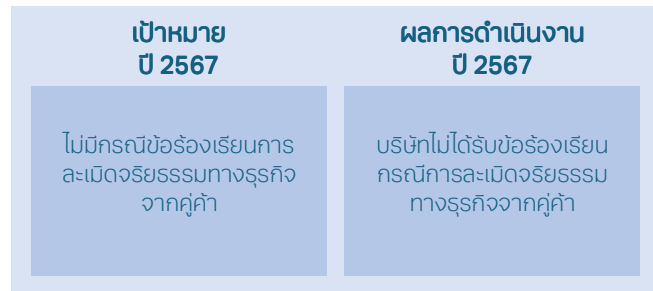 เป้าหมาย
ปี 2567
ไม่มีกรณีข้อร้องเรียนการ
ละเมิดจริยธรรมทางธุรกิจ
จากคู่ค้า
ผลการดำเนินงาน
ปี 2567
บริษัทไม่ได้รับข้อร้องเรียน
กรณีการละเมิดจริยธรรม
ทางธุรกิจจากคู่ค้า